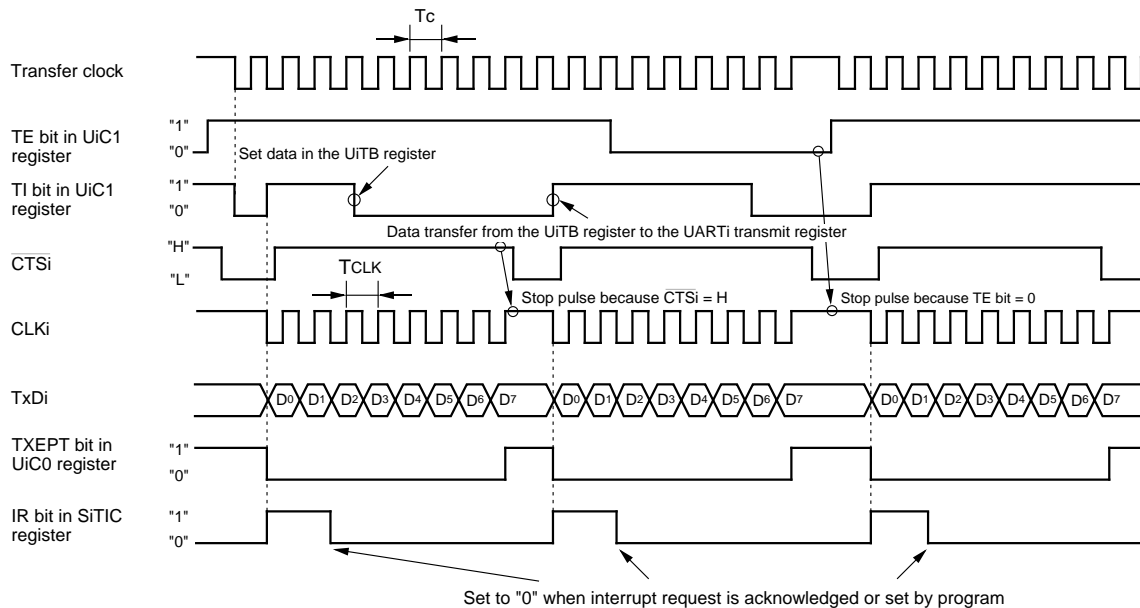 Tc
Transfer clock
TE bit in UiC1
register
"1"
"0"
Set data in the UiTB register
TI bit in UiC1
register
"1"
"0"
Data transfer from the UiTB register to the UARTi transmit register
CTSi
"H"
"L"
TCLK
Stop pulse because CTSi = H
Stop pulse because TE bit = 0
CLKi
TxDi
D0 D1 D2 D3 D4 D5 D6 D7 D0 D1 D2 D3 D4 D5 D6 D7 D0 D1 D2 D3 D4 D5 D6 D7
TXEPT bit in
UiC0 register
"1"
"0"
IR bit in SiTIC
register
"1"
"0"
Set to "0" when interrupt request is acknowledged or set by program